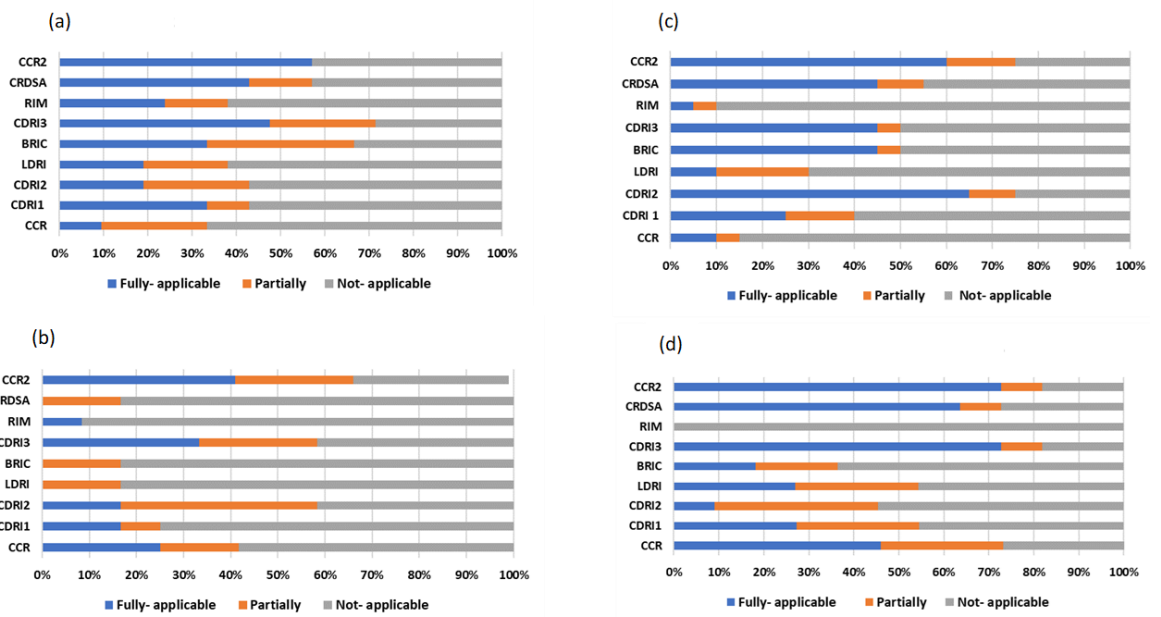 (a)
CCR2
CRDSA
RIM
CDRI3
BRIC
LDRI
CDRI2
CDRI1
CCR
0% 10% 20% 30% 40% 50% 60% 70% 80% 90% 100%
Fully- applicable Partially Not- applicable
(c)
CCR2
CRDSA
RIM
CDRI3
BRIC
LDRI
CDRI2
CDRI 1
CCR
0% 10% 20% 30% 40% 50% 60% 70% 80% 90% 100%
Fully- applicable Partially Not- applicable
(b)
CCR2
RDSA
RIM
CDRI3
BRIC
LDRI
CDRI2
CDRI1
CCR
0% 10% 20% 30% 40% 50% 60% 70% 80% 90% 100%
Fully- applicable Partially Not- applicable
(d)
CCR2
CRDSA
RIM
CDRI3
BRIC
LDRI
CDRI2
CDRI1
CCR
0% 10% 20% 30% 40% 50% 60% 70% 80% 90% 100%
Fully- applicable Partially Not- applicable